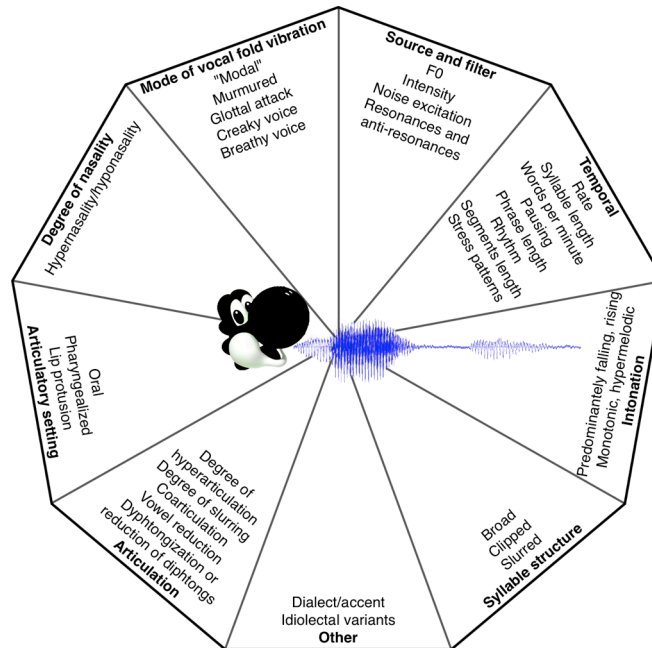 Mode of vocal fold vibration
"Modal"
Murmured
Glottal attack
Creaky voice
Breathy voice
Source and filter
F0
Intensity
Noise excitation
Resonances and
anti-resonances
Temporal
Rate
Syllable length
Words per minute
Pausing
Phrase length
Rhythm
Segments length
Stress patterns
Predominantely falling, rising
Monotonic, hypermelodic
Intonation
Broad
Clipped
Slurred
Syllable structure
Dialect/accent
Idiolectal variants
Other
Degree of
hyperarticulation
Degree of slurring
Coarticulation
Vowel reduction
Dyphtongization or
reduction of diphtongs
Articulation
Oral
Pharyngealized
Lip protusion
Articulatory setting
Degree of nasality
Hypernasality/hyponasality